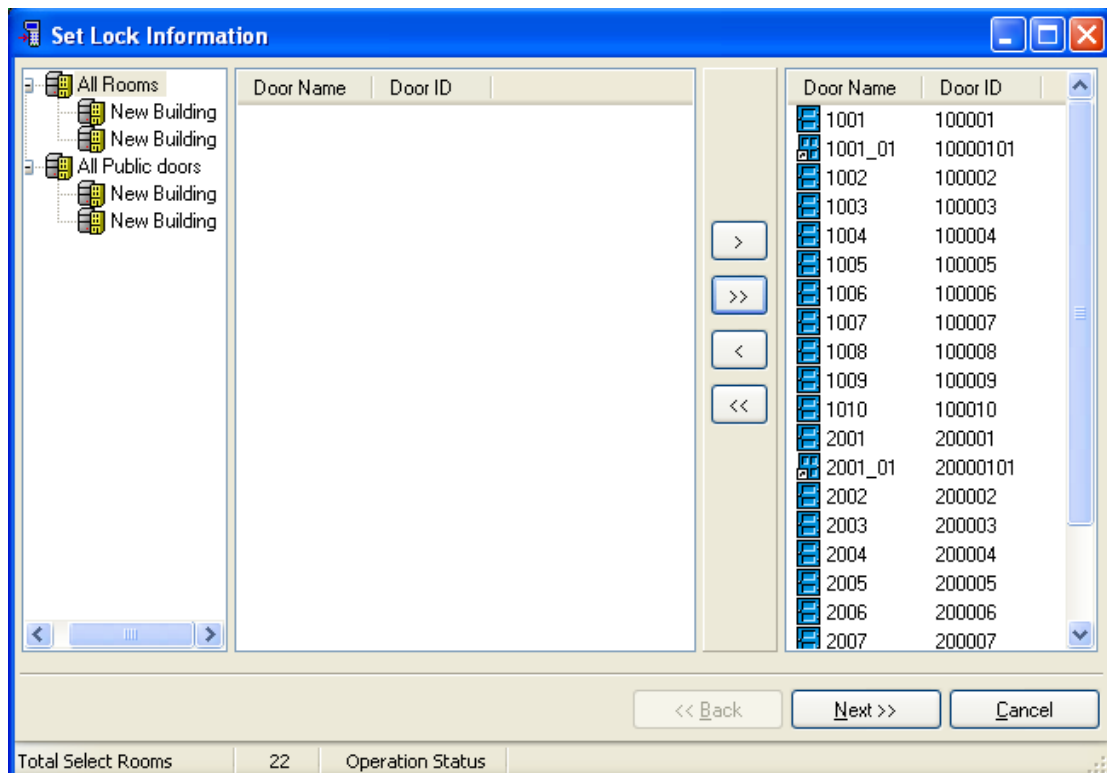 Set Lock Information
All Rooms
New Building
New Building
All Public doors
New Building
New Building
Door Name Door ID
>
>>
<
<<
Door Name Door ID
1001 100001
1001_01 10000101
1002 100002
1003 100003
1004 100004
1005 100005
1006 100006
1007 100007
1008 100008
1009 100009
1010 100010
2001 200001
2001_01 20000101
2002 200002
2003 200003
2004 200004
2005 200005
2006 200006
2007 200007
<< Back Next >> Cancel
Total Select Rooms 22 Operation Status